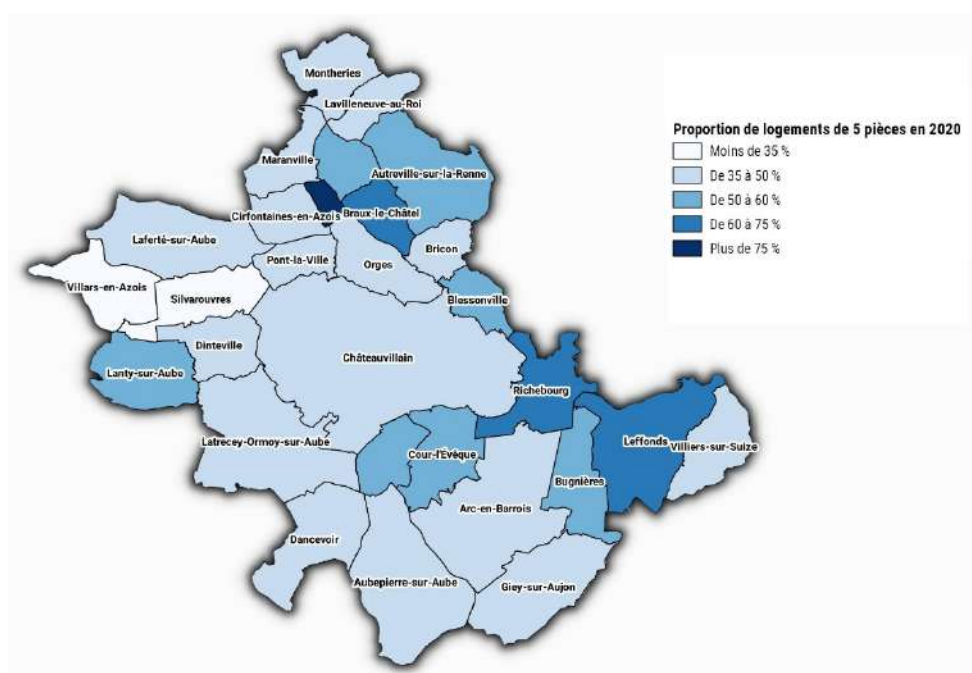 Montheries
Lavilleneuve-au-Roi
Proportion de logements de 5 pièces en 2020
Moins de 35 %
De 35 à 50 %
De 50 à 60 %
De 60 à 75 %
Plus de 75 %
Maranville
Autreville-sur-la-Renne
Cirfontaines-en-Azois
Braux-le-Châtel
Laferté-sur-Aube
Bricon
Pont-la-Ville
Orges
Villars-en-Azois
Silvarouvres
Blessonville
Dinteville
Châteauvillain
Lanty-sur-Aube
Richebourg
Latrecey-Ormoy-sur-Aube
Leffonds
Villiers-sur-Suize
Cour-l'Évêque
Bugnières
Arc-en-Barrois
Dancevoir
Aubepierre-sur-Aube
Giey-sur-Aujon